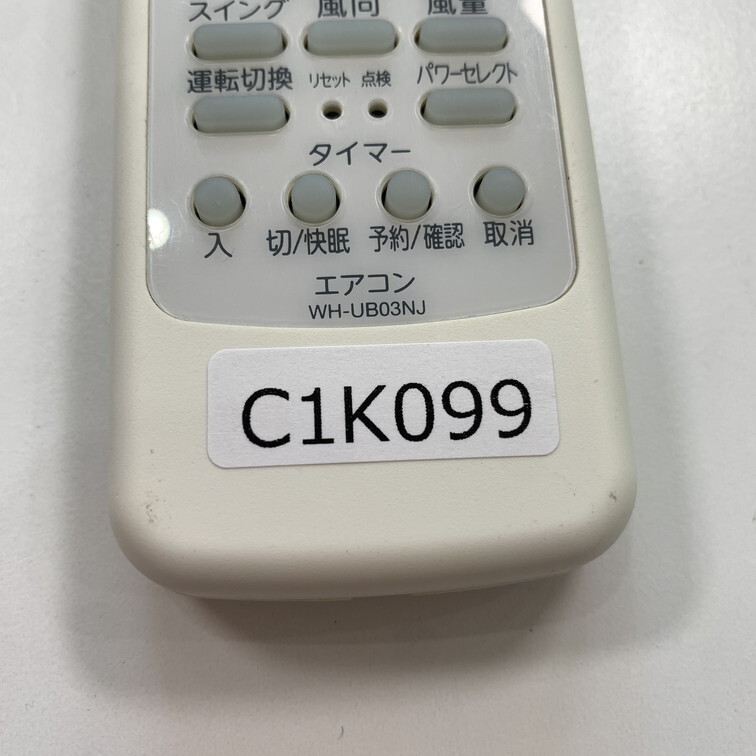 スイング 風向 風量
運転切換 リセット 点検 パワーセレクト
タイマー
入 切/快眠 予約/確認 取消
エアコン
WH-UB03NJ
C1K099